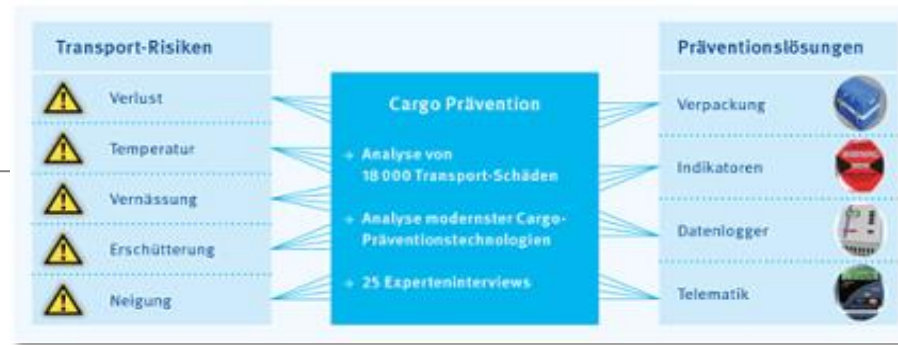 Transport-Risiken
Verlust
Temperatur
Vernässung
Erschütterung
Neigung
Cargo Prävention
→ Analyse von
18 000 Transport-Schäden
→ Analyse modernster Cargo-
Präventionstechnologien
→ 25 Experteninterviews
Präventionslösungen
Verpackung
Indikatoren
Datenlogger
Telematik